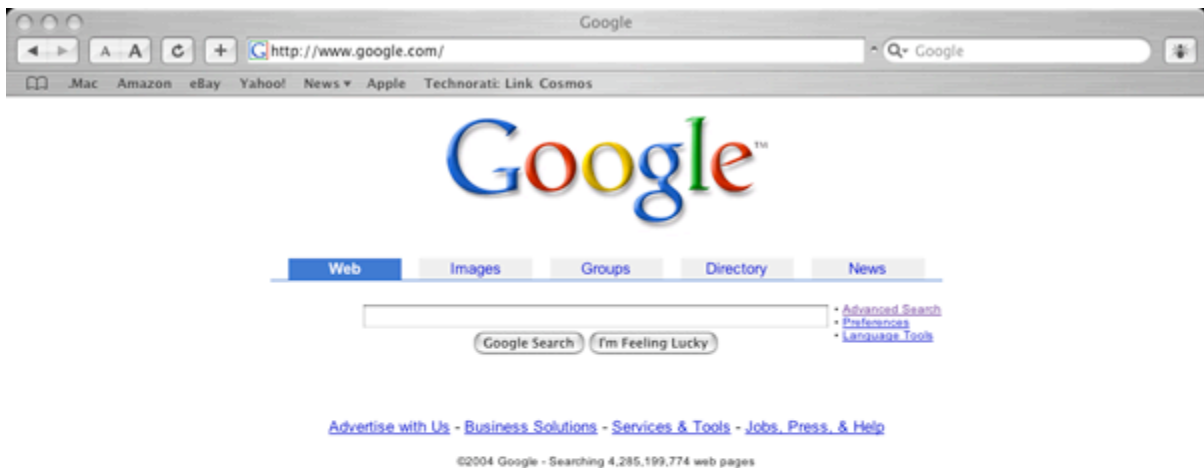 Google
A A http://www.google.com/ Google
.Mac Amazon eBay Yahoo! News Apple Technorati: Link Cosmos
Google™
Web Images Groups Directory News
Advanced Search
Preferences
Language Tools
Google Search I'm Feeling Lucky
Advertise with Us - Business Solutions - Services & Tools - Jobs, Press, & Help
©2004 Google - Searching 4,285,199,774 web pages